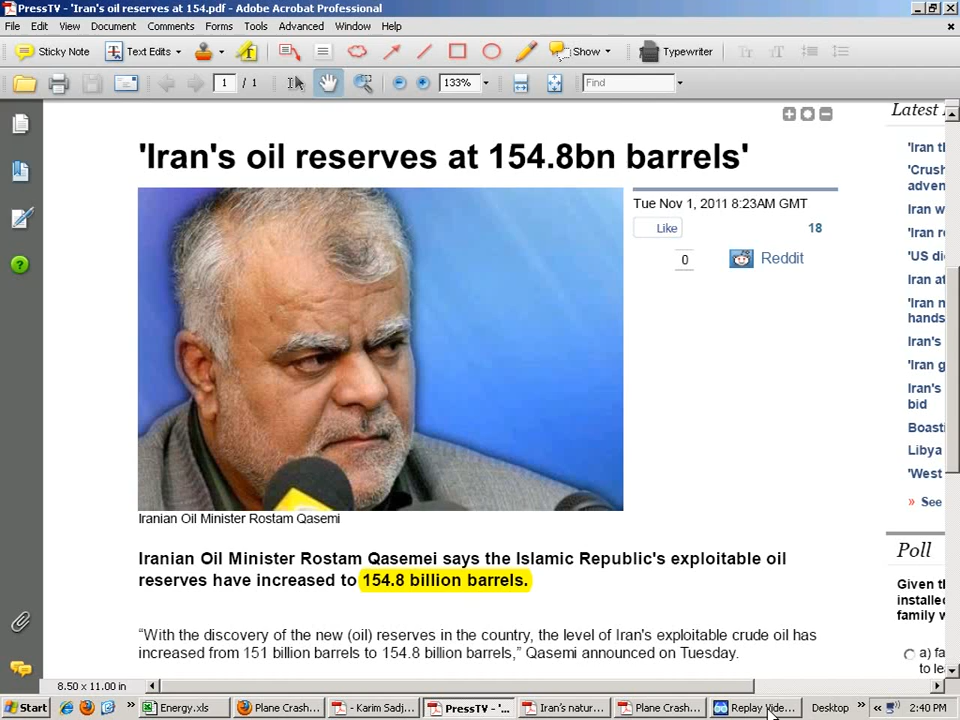 PressTV - 'Iran's oil reserves at 154.pdf - Adobe Acrobat Professional
File Edit View Document Comments Forms Tools Advanced Window Help
Sticky Note Text Edits Show Typewriter
1 / 1 133% Find
Latest
'Iran's oil reserves at 154.8bn barrels'
Tue Nov 1, 2011 8:23AM GMT
Like 18
0 Reddit
'Iran th
'Crush
adven
Iran w
'Iran re
'US di
Iran at
'Iran n
hands
Iran's
'Iran g
Iran's
bid
Boasti
Libya
'West
» See
Iranian Oil Minister Rostam Qasemi
Iranian Oil Minister Rostam Qasemei says the Islamic Republic's exploitable oil
reserves have increased to 154.8 billion barrels.
“With the discovery of the new (oil) reserves in the country, the level of Iran's exploitable crude oil has
increased from 151 billion barrels to 154.8 billion barrels,” Qasemi announced on Tuesday.
Poll
Given th
installed
family w
a) fa
to lea
8.50 x 11.00 in
Start Energy.xls Plane Crash... - Karim Sadj... PressTV - '... Iran's natur... Plane Crash... Replay Vide... Desktop 2:40 PM